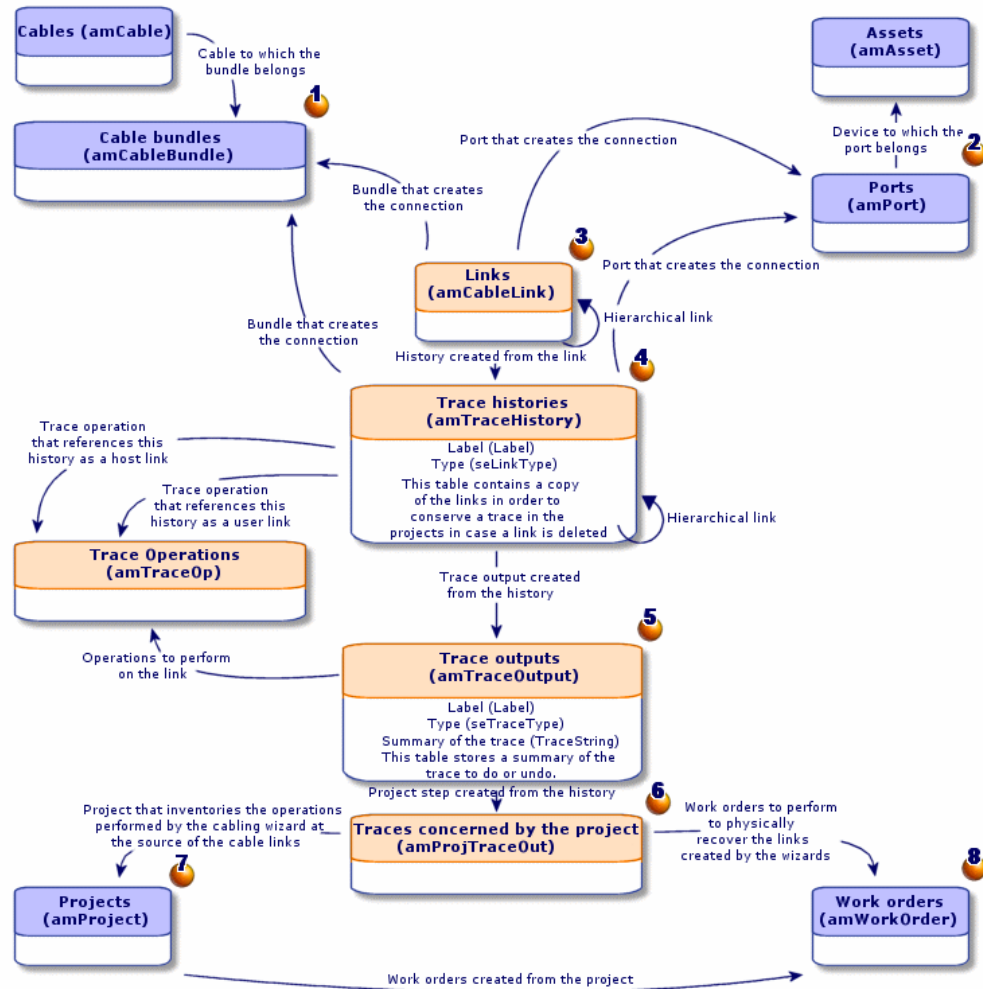 Cables (amCable)
Cable to which the
bundle belongs
1
Cable bundles
(amCableBundle)
Assets
(amAsset)
Device to which the
port belongs
2
Ports
(amPort)
Port that creates the connection
Bundle that creates
the connection
3
Links
(amCableLink)
Hierarchical link
Port that creates the connection
Bundle that creates
the connection
History created from the link
4
Trace histories
(amTraceHistory)
Label (Label)
Type (seLinkType)
This table contains a copy
of the links in order to
conserve a trace in the
projects in case a link is deleted
Hierarchical link
Trace operation
that references this
history as a host link
Trace operation
that references this
history as a user link
Trace Operations
(amTraceOp)
Trace output created
from the history
Operations to perform
on the link
5
Trace outputs
(amTraceOutput)
Label (Label)
Type (seTraceType)
Summary of the trace (TraceString)
This table stores a summary of the
trace to do or undo.
Project step created from the history
6
Traces concerned by the project
(amProjTraceOut)
Project that inventories the operations
performed by the cabling wizard at
the source of the cable links
Work orders to perform
to physically
recover the links
created by the wizards
7
Projects
(amProject)
8
Work orders
(amWorkOrder)
Work orders created from the project